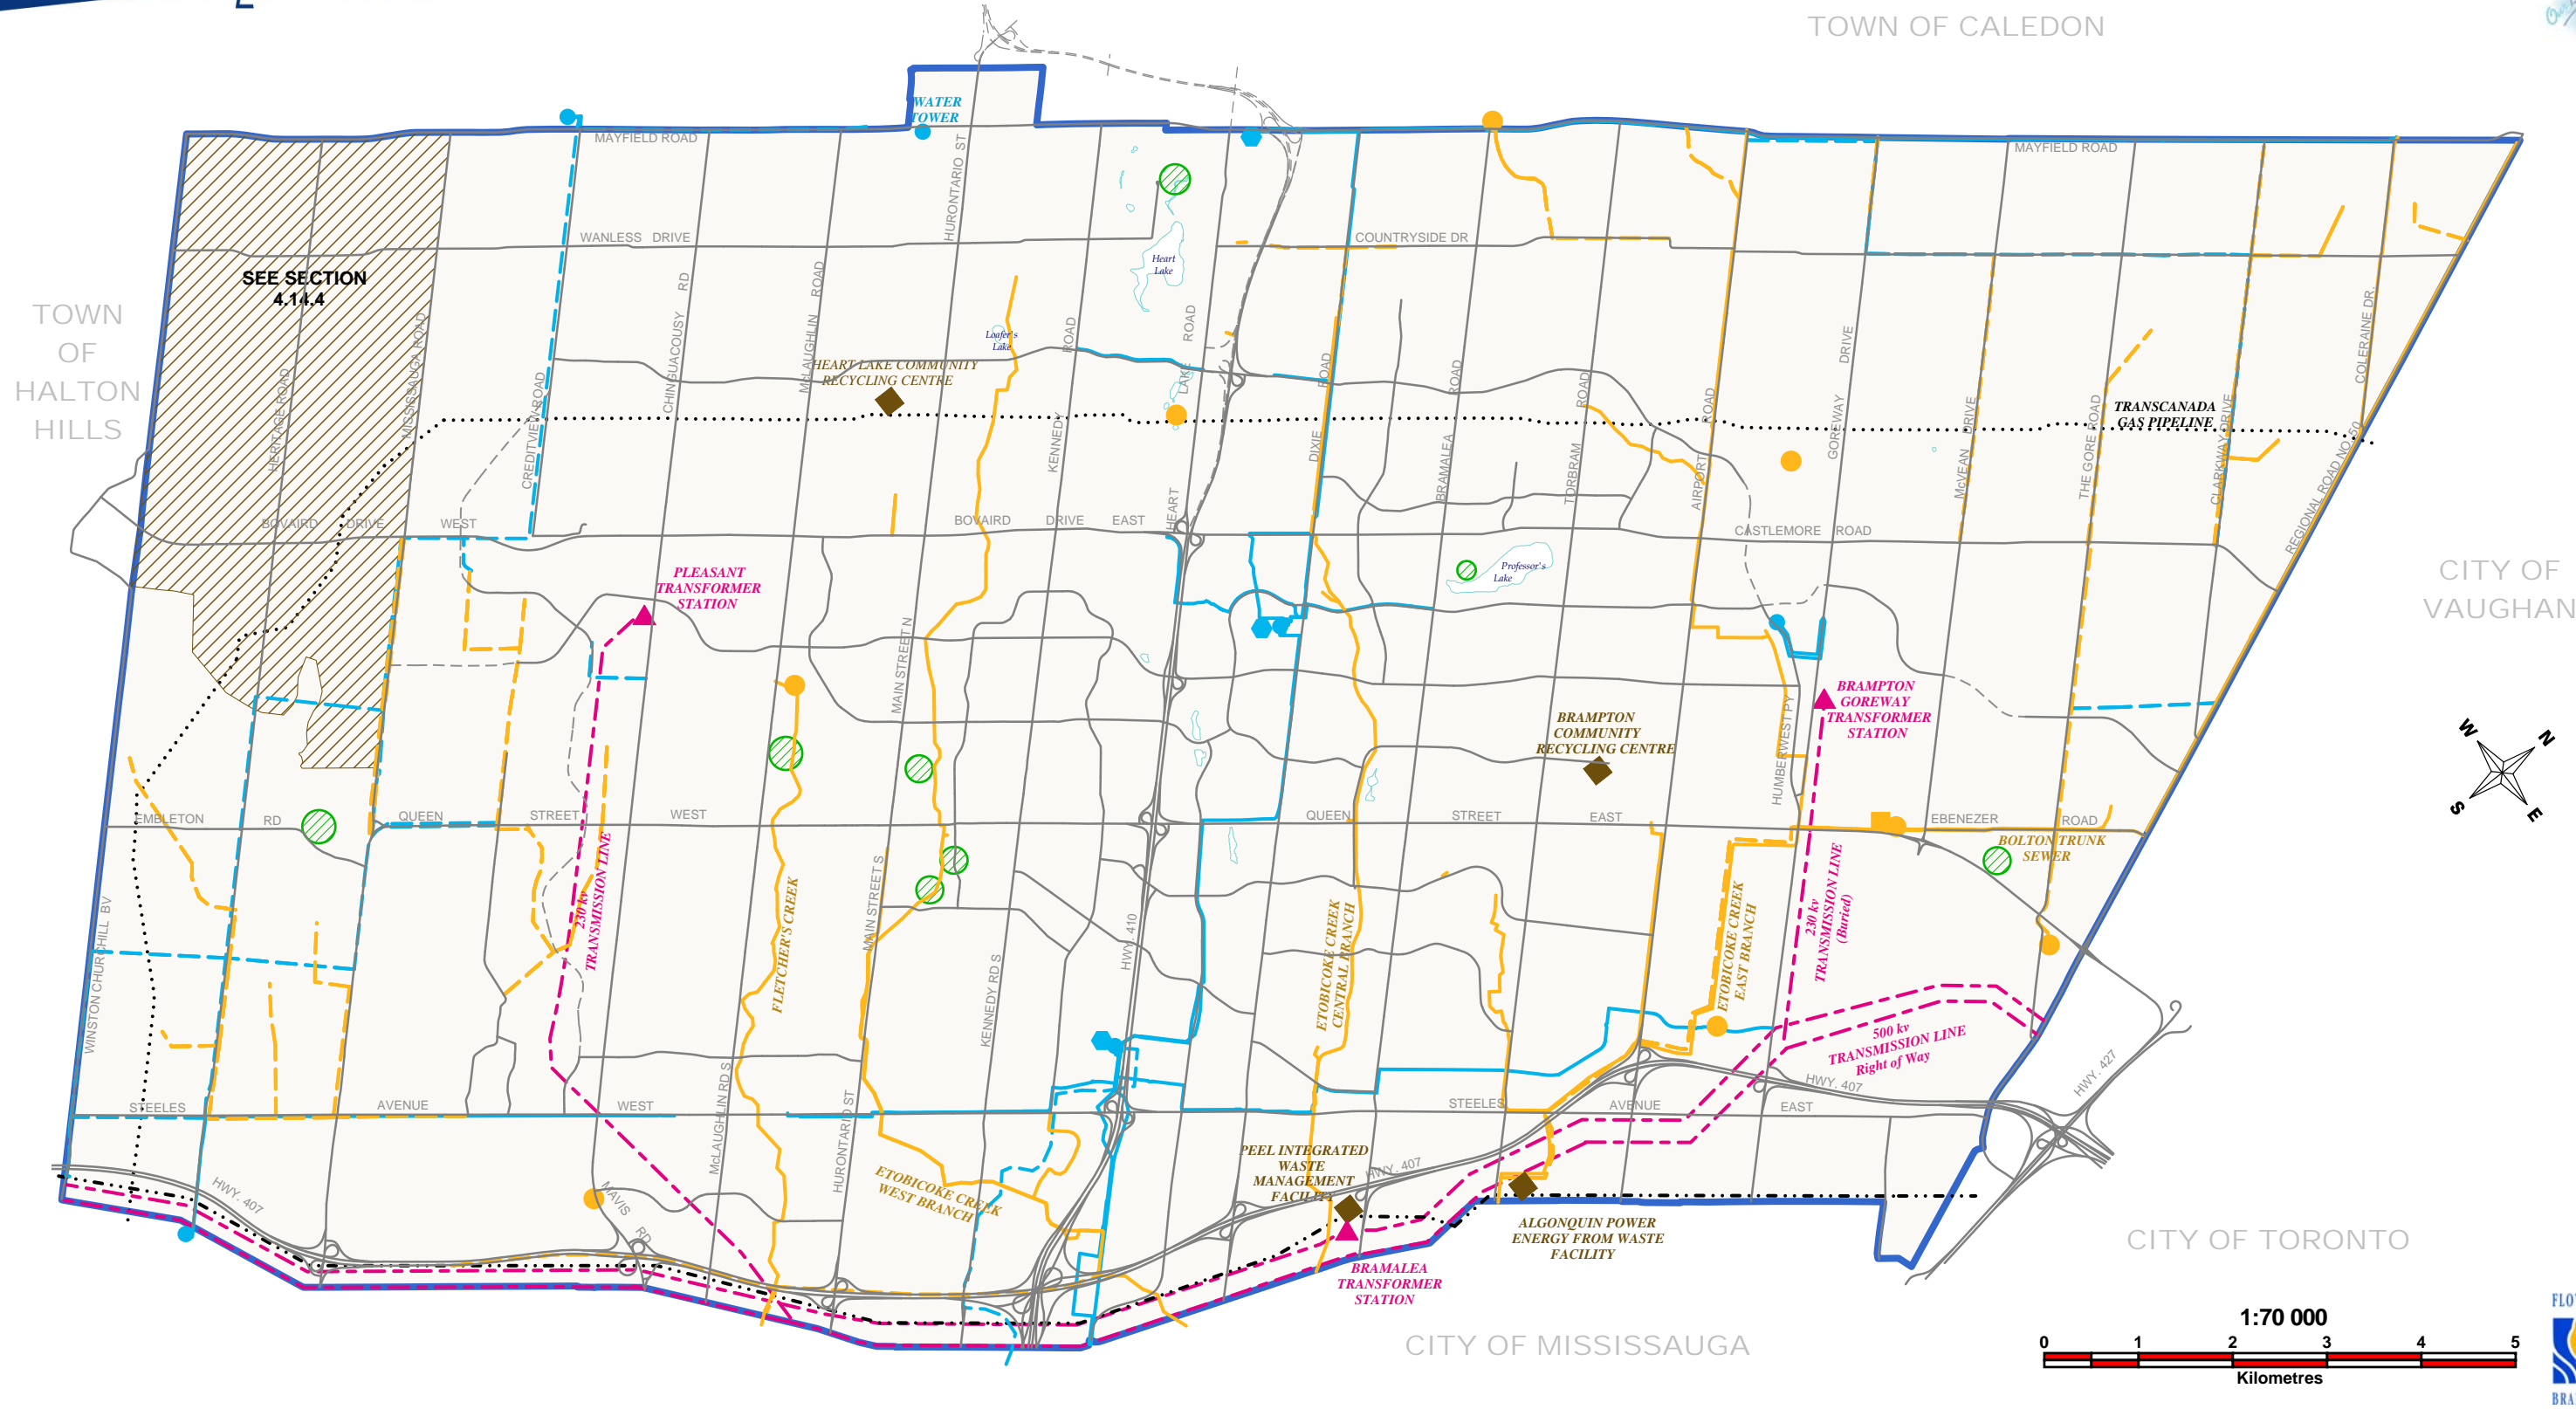 TOWN OF CALEDON
WATER
TOWER
MAYFIELD ROAD
HURONTARIO ST
MAYFIELD ROAD
WANLESS DRIVE
COUNTRYSIDE DR
SEE SECTION
4.14.4
Heart
Lake
TOWN
OF
HALTON
HILLS
HERITAGE ROAD
MISSISSAUGA ROAD
CREDITVIEW ROAD
CHINGUACOUSY RD
McLAUGHLIN ROAD
Loafer's
Lake
KENNEDY ROAD
HEART LAKE ROAD
DIXIE ROAD
BRAMALEA ROAD
TORBRAM ROAD
AIRPORT ROAD
GOREWAY DRIVE
McVEAN DRIVE
THE GORE ROAD
CLARKWAY DRIVE
COLERAINE DR.
REGIONAL ROAD NO. 50
HEART LAKE COMMUNITY
RECYCLING CENTRE
TRANSCANADA
GAS PIPELINE
BOVAIRD DRIVE WEST
BOVAIRD DRIVE EAST
CASTLEMORE ROAD
Professor's
Lake
CITY OF
VAUGHAN
PLEASANT
TRANSFORMER
STATION
MAIN STREET N
BRAMPTON
GOREWAY
TRANSFORMER
STATION
BRAMPTON
COMMUNITY
RECYCLING CENTRE
HUMBERWEST PY
W
N
S
E
EMBLETON RD
QUEEN STREET WEST
QUEEN STREET EAST
EBENEZER ROAD
BOLTON TRUNK
SEWER
WINSTON CHURCHILL BV
230 kv
TRANSMISSION LINE
FLETCHER'S CREEK
MAIN STREET S
KENNEDY RD S
HWY. 410
ETOBICOKE CREEK
CENTRAL BRANCH
ETOBICOKE CREEK
EAST BRANCH
230 kv
TRANSMISSION LINE
(Buried)
500 kv
TRANSMISSION LINE
Right of Way
HWY. 407
HWY. 427
STEELES AVENUE WEST
STEELES AVENUE EAST
McLAUGHLIN RD S
HURONTARIO ST
ETOBICOKE CREEK
WEST BRANCH
PEEL INTEGRATED
WASTE
MANAGEMENT
FACILITY
HWY. 407
HWY. 407
MAVIS RD
ALGONQUIN POWER
ENERGY FROM WASTE
FACILITY
BRAMALEA
TRANSFORMER
STATION
CITY OF TORONTO
CITY OF MISSISSAUGA
1:70 000
0 1 2 3 4 5
Kilometres
FLO
BRA